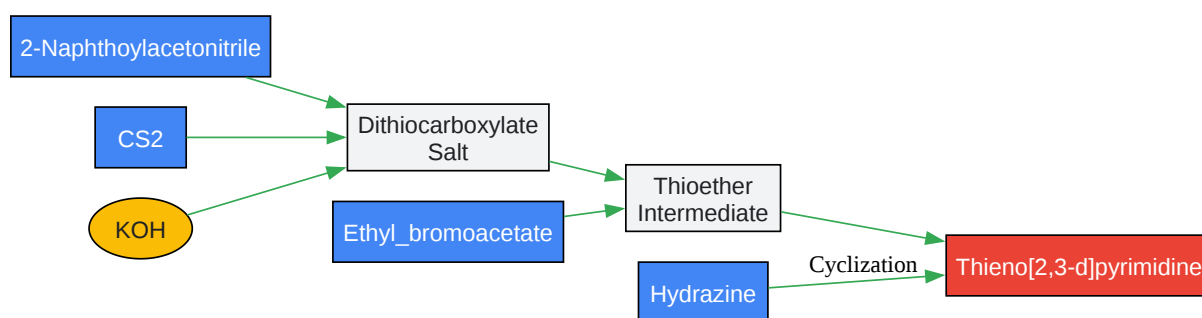 2-Naphthoylacetonitrile
CS2
KOH
Dithiocarboxylate
Salt
Ethyl_bromoacetate
Thioether
Intermediate
Hydrazine
Cyclization
Thieno[2,3-d]pyrimidine